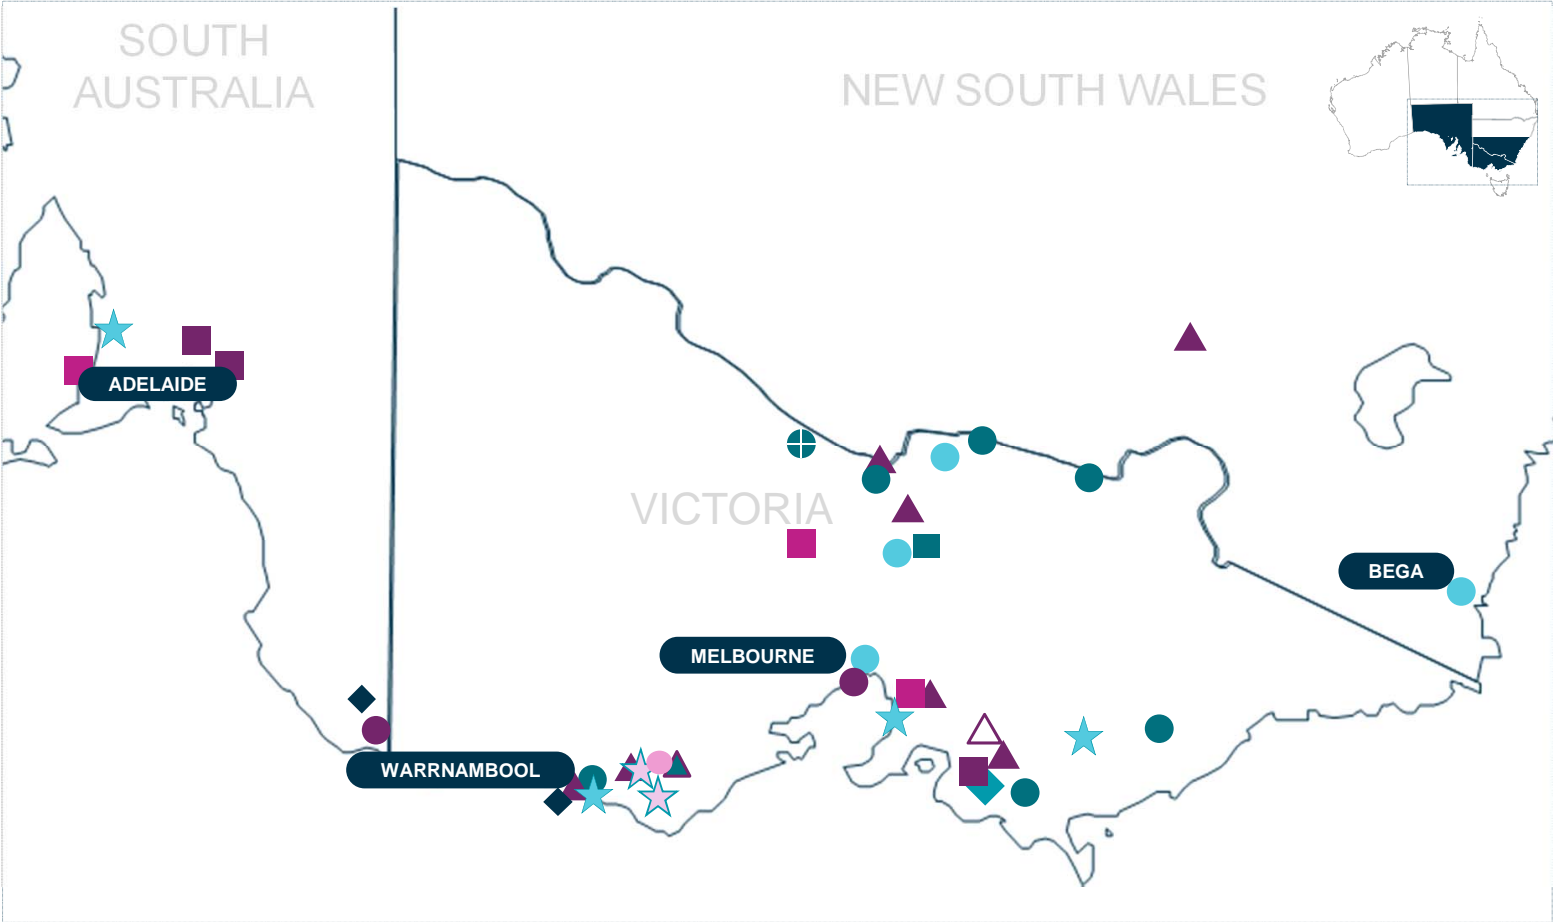 SOUTH
AUSTRALIA
NEW SOUTH WALES
ADELAIDE
VICTORIA
BEGA
MELBOURNE
WARRNAMBOOL